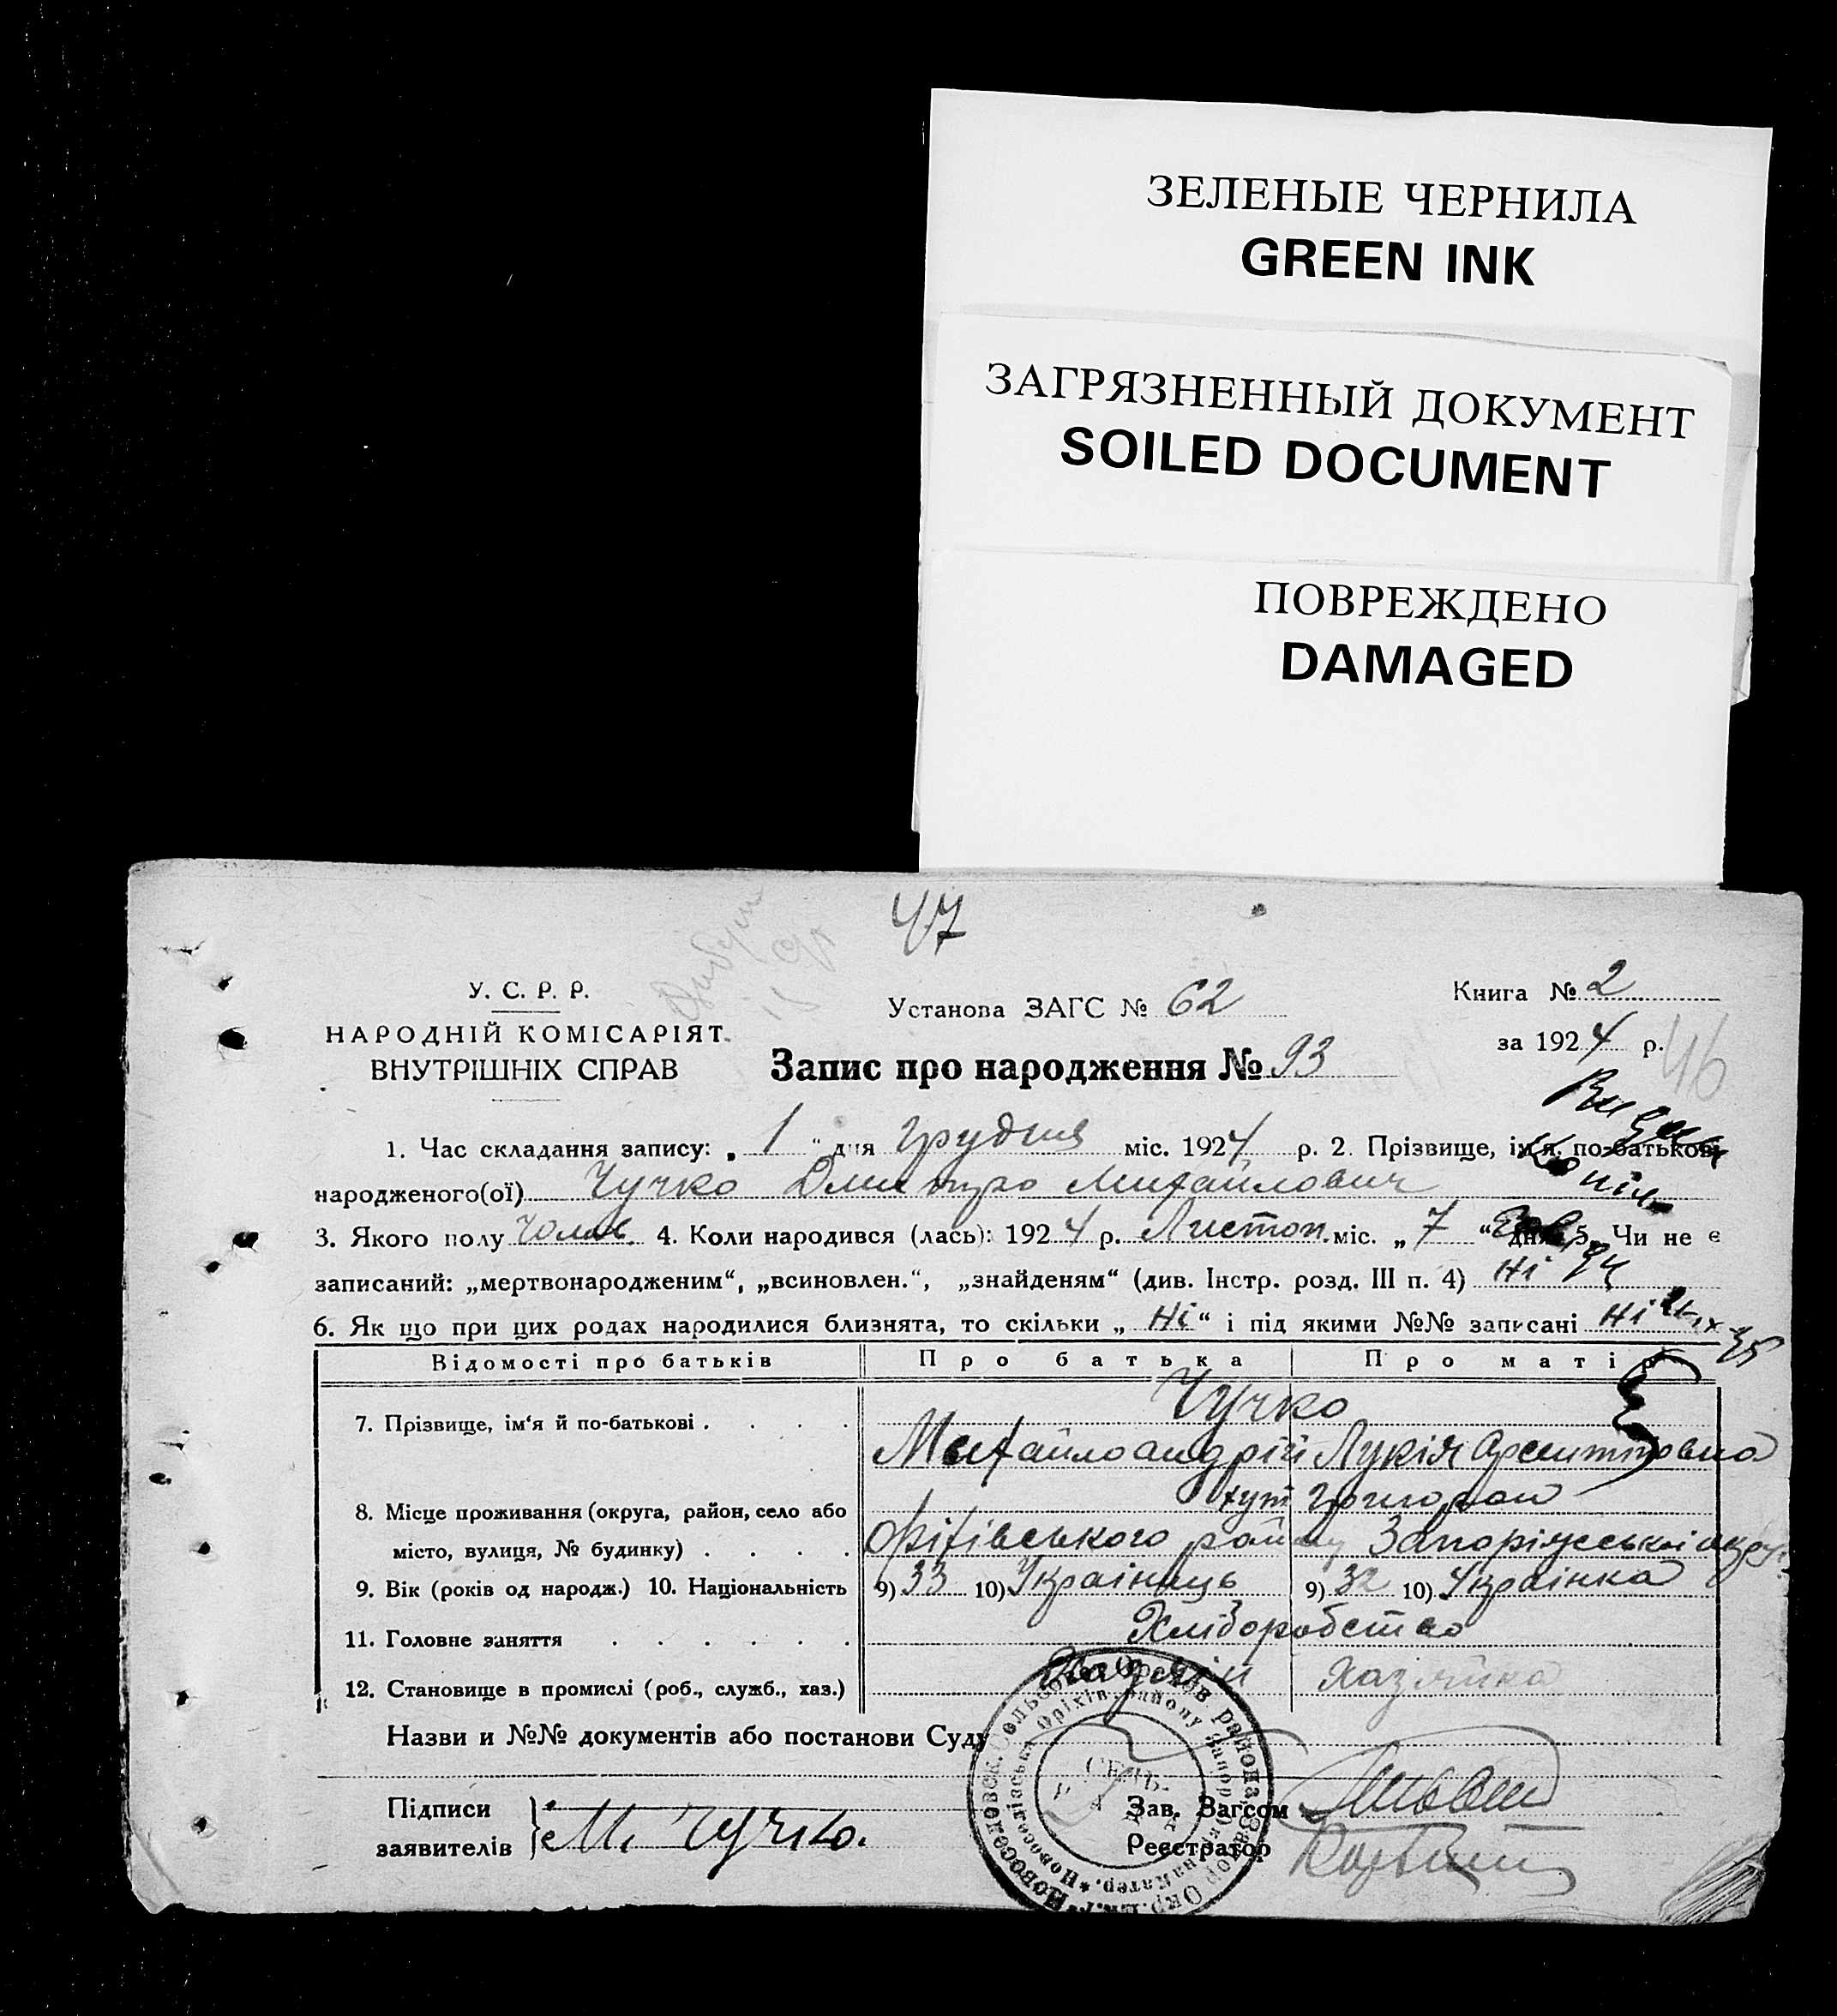 ЗЕЛЕНЫЕ ЧЕРНИЛА
GREEN INK
ЗАГРЯЗНЕННЫЙ ДОКУМЕНТ
SOILED DOCUMENT
ПОВРЕЖДЕНО
DAMAGED
47
У. С. Р. Р.
НАРОДНІЙ КОМІСАРІЯТ
ВНУТРІШНІХ СПРАВ
Установа ЗАГС № 62
Запис про народження № 93
Книга № 2
за 1924 р.
46
1. Час складання запису: „ 1 “ дня грудня міс. 1924 р. 2. Прізвище, ім'я, по-батькові
народженого(ої) Чучко Дмитро Михайлович
3. Якого полу Чолов. 4. Коли народився (лась): 1924 р. Листоп. міс. „ 7 “ дня 5. Чи не є
записаний: „мертвонародженим“, „всиновлен.“, „знайденям“ (див. Інстр. розд. III п. 4) Ні
6. Як що при цих родах народилися близнята, то скільки „ Ні “ і під якими №№ записані Ні
Відомості про батьків Про батька Про матір
7. Прізвище, ім'я й по-батькові . . . . Чучко
Михайло Андрій Лукія
8. Місце проживання (округа, район, село або хут
місто, вулиця, № будинку) . . . . Оріхівського району Запоріжської округ
9. Вік (років од народж.) 10. Національність 9) 33 10) Українець 9) 32 10) Українка
11. Головне заняття . . . . . . Хліборобство
12. Становище в промислі (роб., служб., хаз.) Хазяїн Хазяйка
Назви и №№ документів або постанови Суду
Підписи
заявителів М. Чучко.
Зав. Загсом
Реєстратор